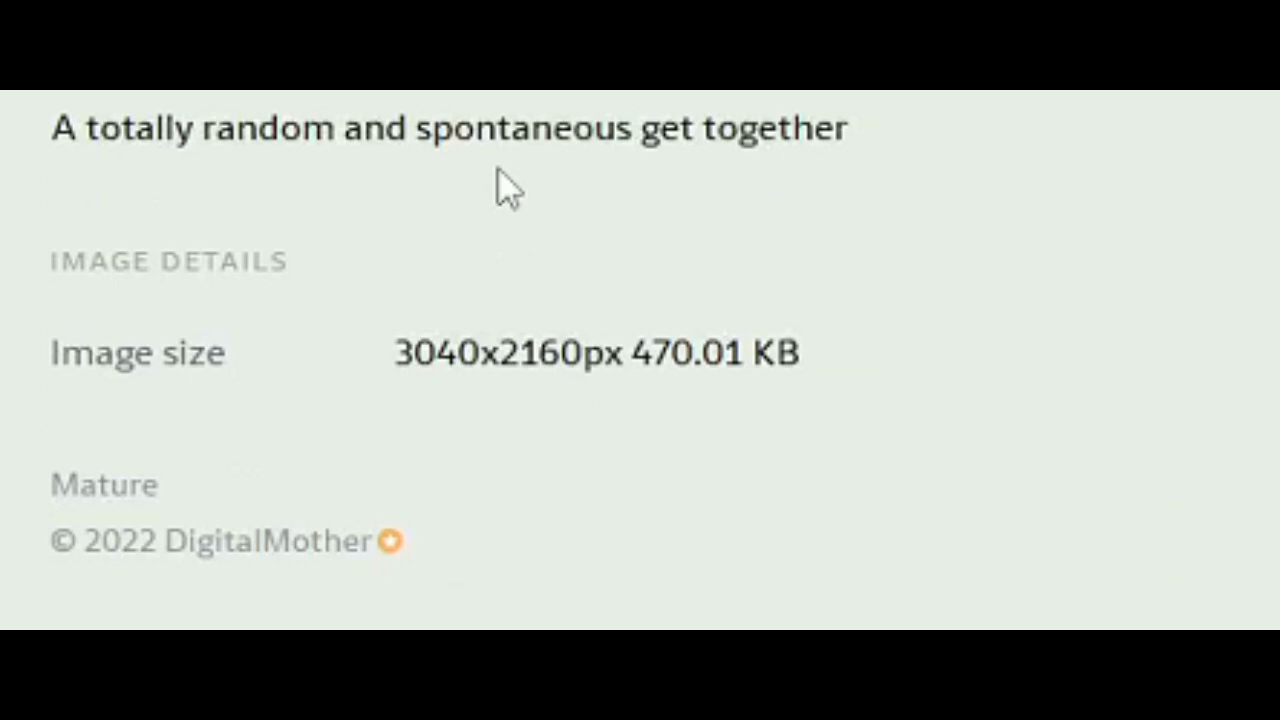 A totally random and spontaneous get together
IMAGE DETAILS
Image size 3040x2160px 470.01 KB
Mature
© 2022 DigitalMother